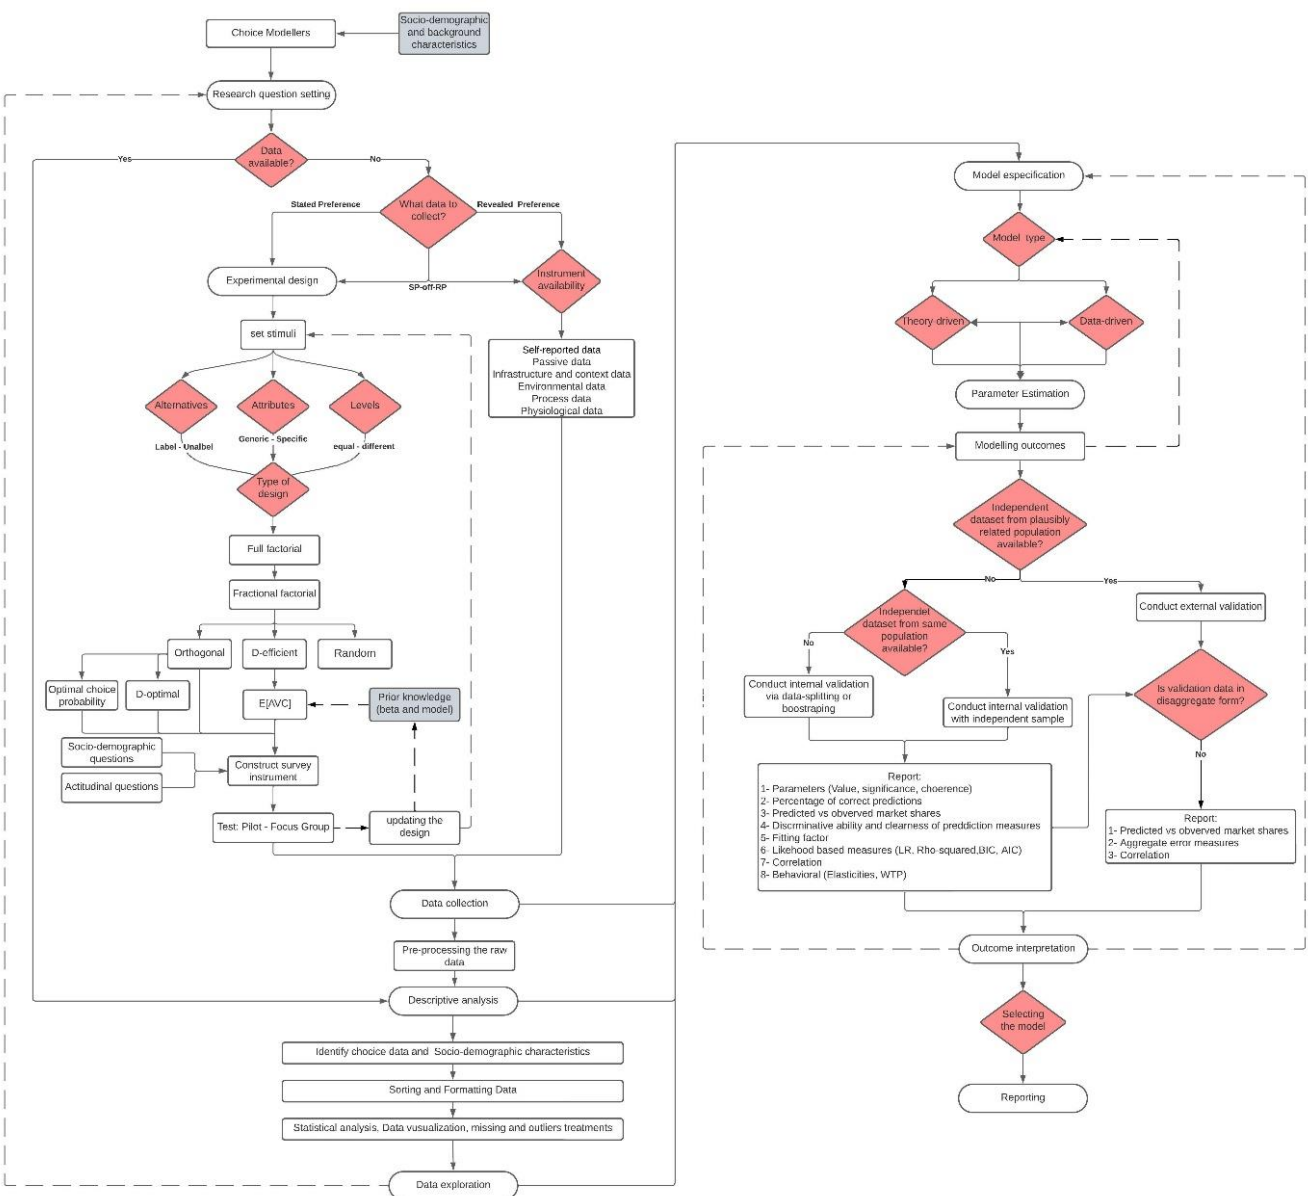 Choice Modellers
Socio-demographic
and background
characteristics
Research question setting
Data
available?
Yes
No
What data to
collect?
Stated Preference
Revealed Preference
Experimental design
SP-off-RP
Instrument
availability
set stimuli
Self-reported data
Passive data
Infrastructure and context data
Environmental data
Process data
Physiological data
Alternatives
Attributes
Levels
Label - Unalbel
Generic - Specific
equal - different
Type of
design
Full factorial
Fractional factorial
Orthogonal
D-efficient
Random
Optimal choice
probability
D-optimal
E[AVC]
Prior knowledge
(beta and model)
Socio-demographic
questions
Actitudinal questions
Construct survey
instrument
Test: Pilot - Focus Group
updating the
design
Data collection
Pre-processing the raw
data
Descriptive analysis
Identify chocice data and Socio-demographic characteristics
Sorting and Formatting Data
Statistical analysis, Data vusualization, missing and outliers treatments
Data exploration
Model especification
Model type
Theory-driven
Data-driven
Parameter Estimation
Modelling outcomes
Independent
dataset from plausibly
related population
available?
No
Yes
Independiet
dataset from same
population
available?
Conduct external validation
No
Yes
Conduct internal validation
via data-splitting or
boostraping
Conduct internal validation
with independent sample
Is validation data in
disaggregate form?
No
Report:
1- Parameters (Value, significance, choerence)
2- Percentage of correct predictions
3- Predicted vs obverved market shares
4- Discrminative ability and clearness of preddiction measures
5- Fitting factor
6- Likehood based measures (LR, Rho-squared,BIC, AIC)
7- Correlation
8- Behavioral (Elasticities, WTP)
Report:
1- Predicted vs obverved market shares
2- Aggregate error measures
3- Correlation
Outcome interpretation
Selecting
the model
Reporting